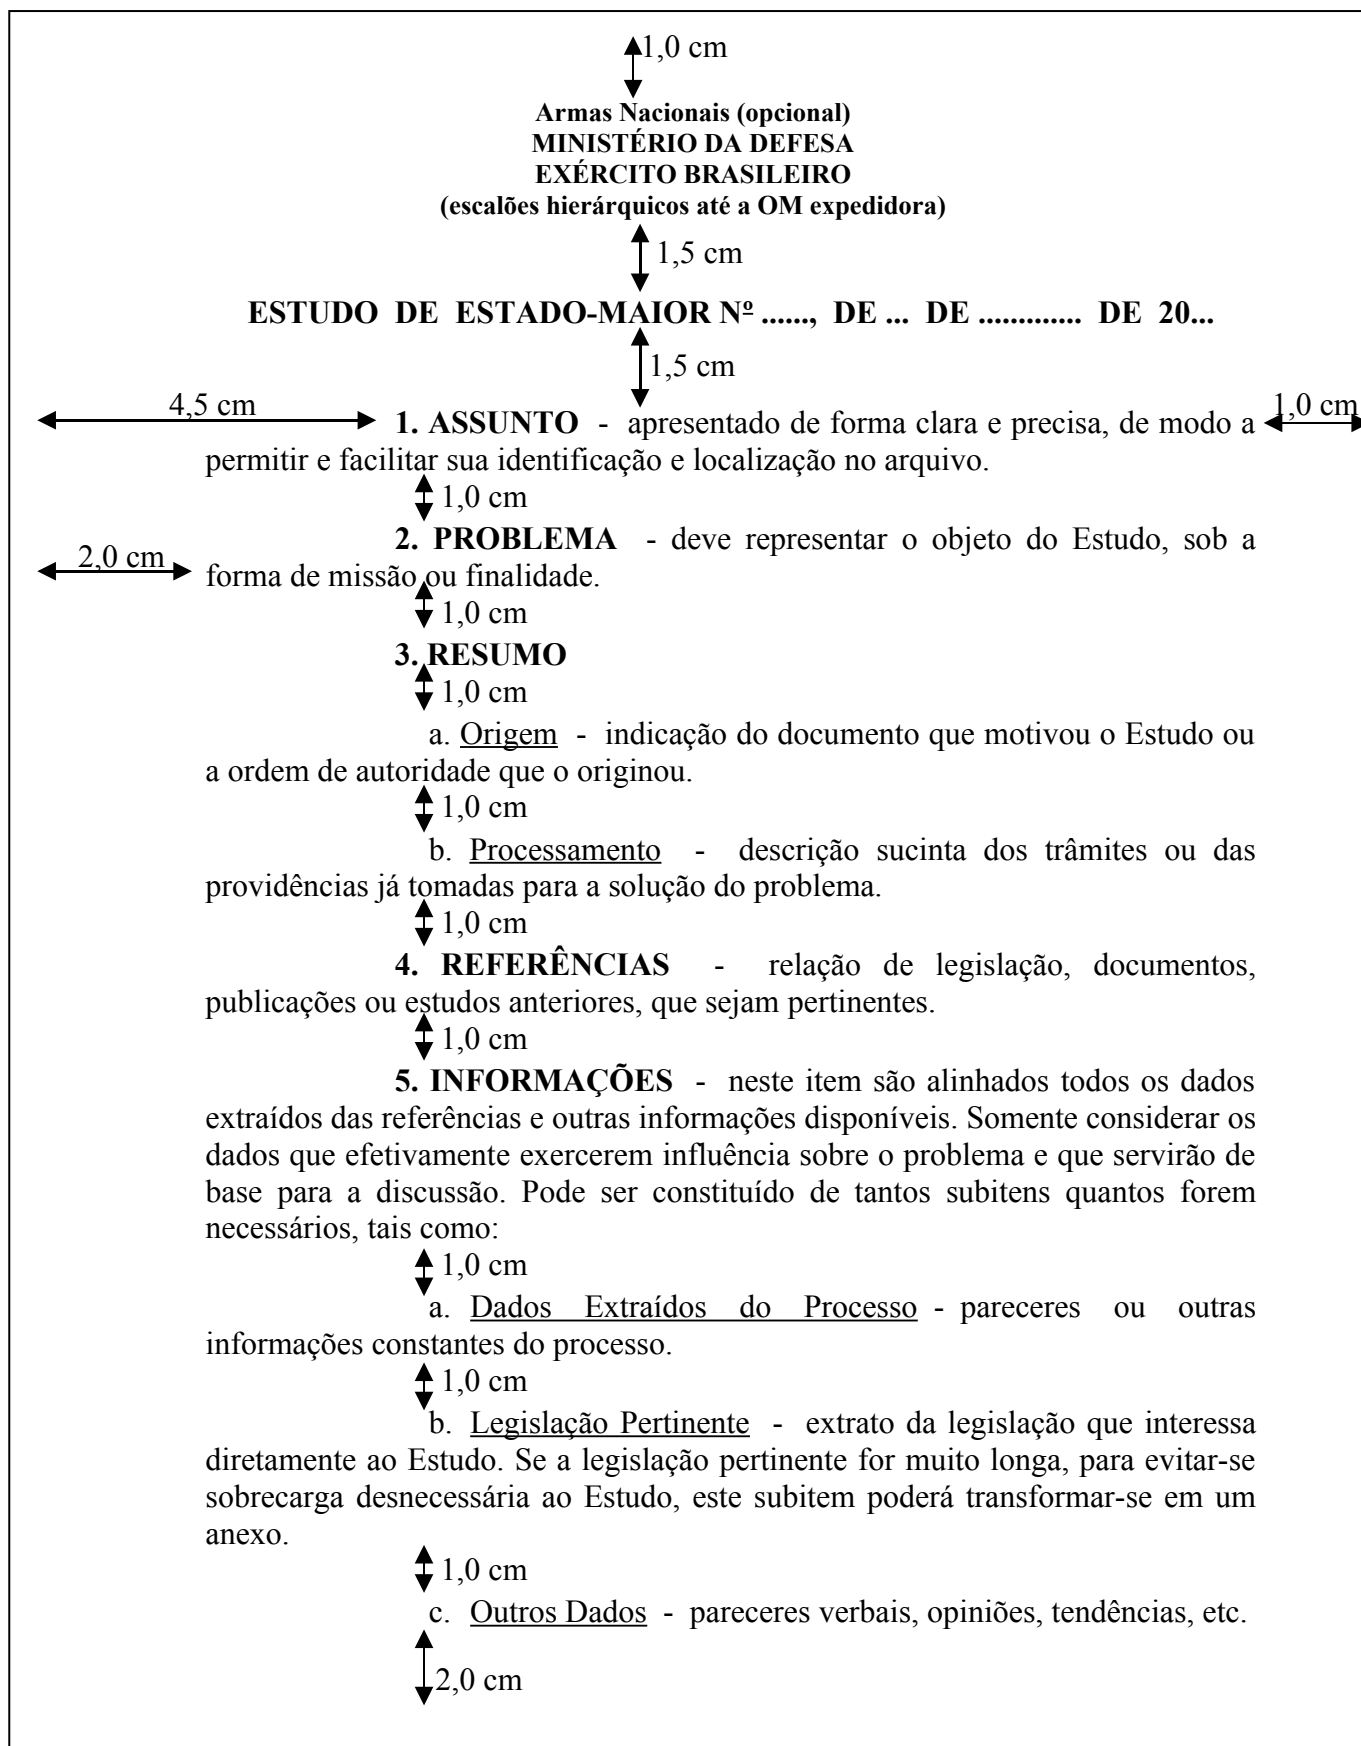 1,0 cm
Armas Nacionais (opcional)
MINISTÉRIO DA DEFESA
EXÉRCITO BRASILEIRO
(escalões hierárquicos até a OM expedidora)
1,5 cm
ESTUDO DE ESTADO-MAIOR Nº ......, DE ... DE ............. DE 20...
1,5 cm
4,5 cm
1. ASSUNTO - apresentado de forma clara e precisa, de modo a
1,0 cm
permitir e facilitar sua identificação e localização no arquivo.
1,0 cm
2. PROBLEMA - deve representar o objeto do Estudo, sob a
2,0 cm
forma de missão ou finalidade.
1,0 cm
3. RESUMO
1,0 cm
a. Origem - indicação do documento que motivou o Estudo ou
a ordem de autoridade que o originou.
1,0 cm
b. Processamento - descrição sucinta dos trâmites ou das
providências já tomadas para a solução do problema.
1,0 cm
4. REFERÊNCIAS - relação de legislação, documentos,
publicações ou estudos anteriores, que sejam pertinentes.
1,0 cm
5. INFORMAÇÕES - neste item são alinhados todos os dados
extraídos das referências e outras informações disponíveis. Somente considerar os
dados que efetivamente exercerem influência sobre o problema e que servirão de
base para a discussão. Pode ser constituído de tantos subitens quantos forem
necessários, tais como:
1,0 cm
a. Dados Extraídos do Processo - pareceres ou outras
informações constantes do processo.
1,0 cm
b. Legislação Pertinente - extrato da legislação que interessa
diretamente ao Estudo. Se a legislação pertinente for muito longa, para evitar-se
sobrecarga desnecessária ao Estudo, este subitem poderá transformar-se em um
anexo.
1,0 cm
c. Outros Dados - pareceres verbais, opiniões, tendências, etc.
2,0 cm